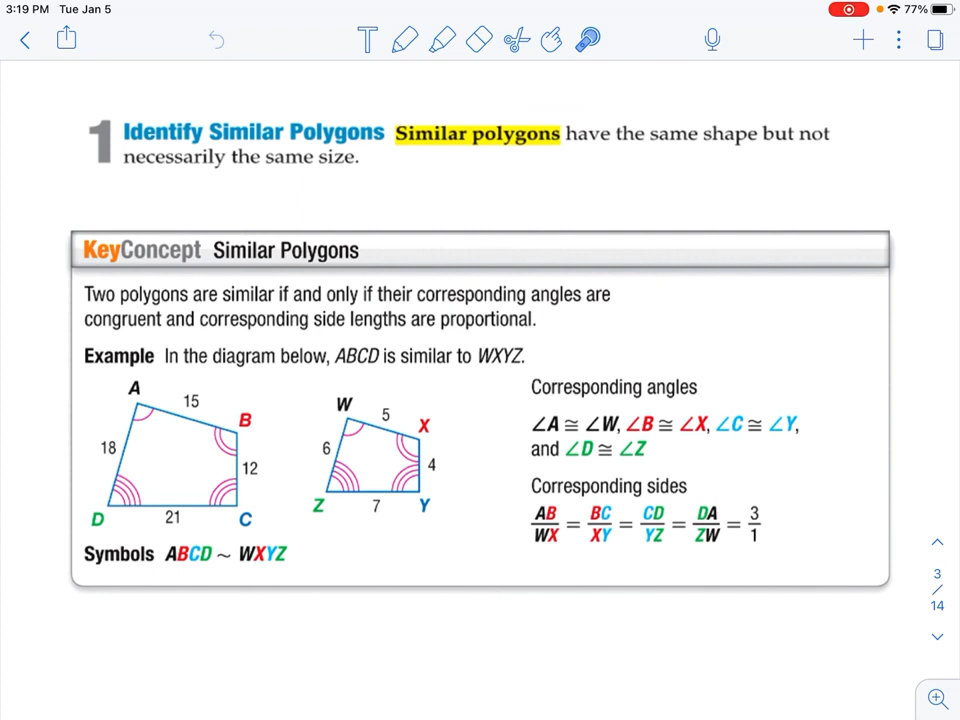 3:19 PM Tue Jan 5
77%
1 Identify Similar Polygons Similar polygons have the same shape but not
necessarily the same size.
KeyConcept Similar Polygons
Two polygons are similar if and only if their corresponding angles are
congruent and corresponding side lengths are proportional.
Example In the diagram below, ABCD is similar to WXYZ.
A
15
B
18
12
D
21
C
W
5
X
6
4
Z
7
Y
Symbols ABCD ~ WXYZ
Corresponding angles
∠A ≅ ∠W, ∠B ≅ ∠X, ∠C ≅ ∠Y,
and ∠D ≅ ∠Z
Corresponding sides
AB/WX = BC/XY = CD/YZ = DA/ZW = 3/1
3
/
14